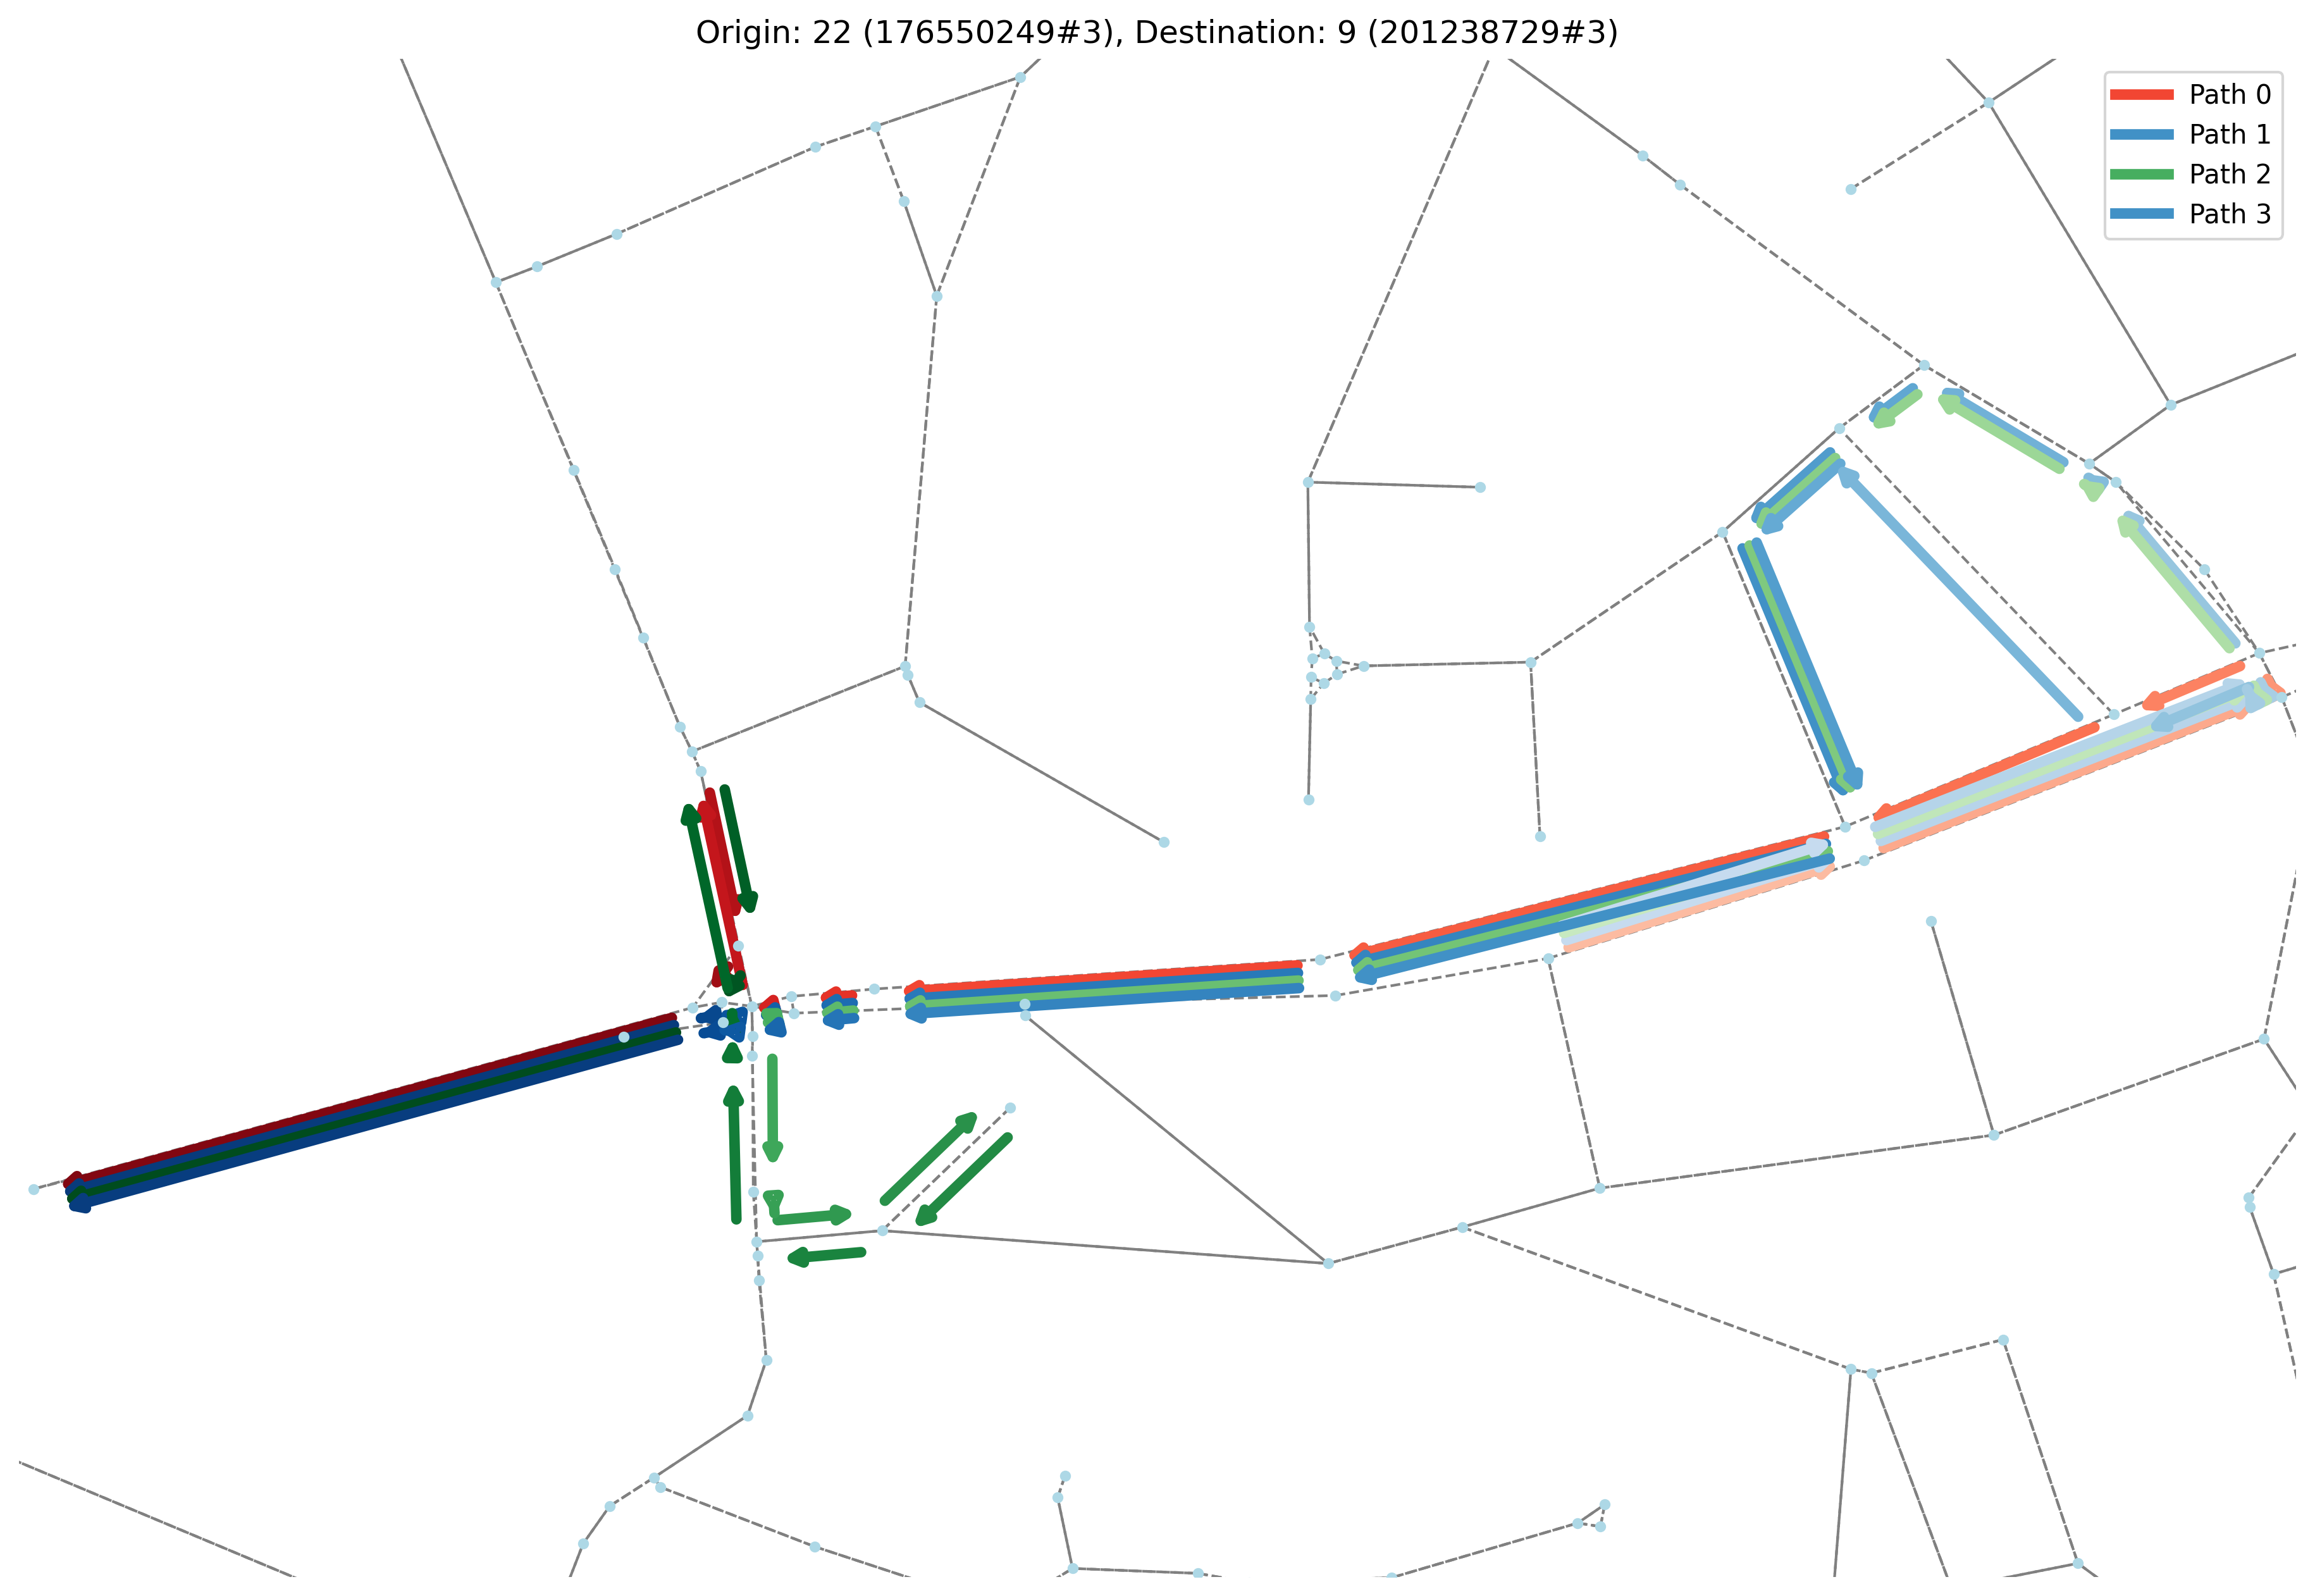 Origin: 22 (176550249#3), Destination: 9 (201238729#3)
Path 0
Path 1
Path 2
Path 3